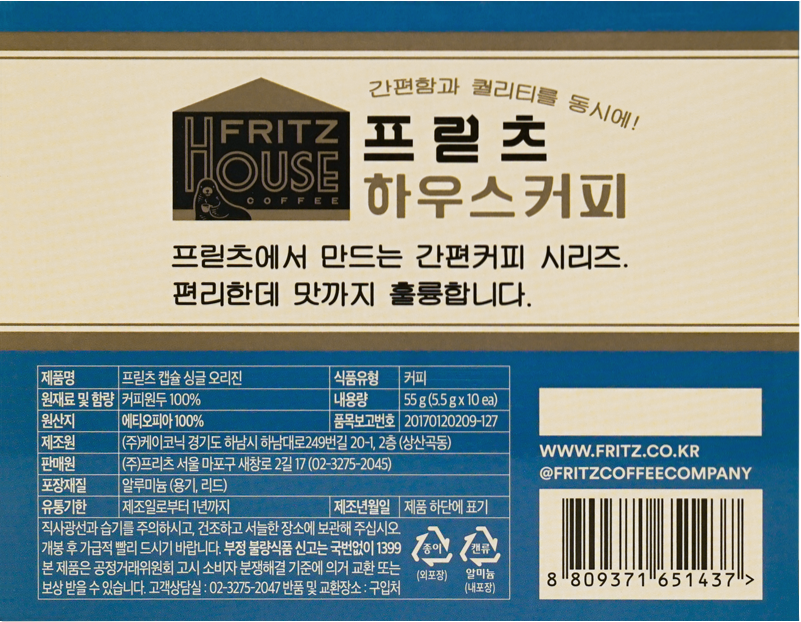 간편함과 퀄리티를 동시에!
FRITZ
HOUSE
COFFEE
프릳츠
하우스커피
프릳츠에서 만드는 간편커피 시리즈.
편리한데 맛까지 훌륭합니다.
제품명 프릳츠 캡슐 싱글 오리진 식품유형 커피
원재료 및 함량 커피원두 100% 내용량 55 g (5.5 g x 10 ea)
원산지 에티오피아 100% 품목보고번호 20170120209-127
제조원 (주)케이코닉 경기도 하남시 하남대로249번길 20-1, 2층 (상산곡동)
판매원 (주)프릳츠 서울 마포구 새창로 2길 17 (02-3275-2045)
포장재질 알루미늄 (용기, 리드)
유통기한 제조일로부터 1년까지 제조년월일 제품 하단에 표기
직사광선과 습기를 주의하시고, 건조하고 서늘한 장소에 보관해 주십시오.
개봉 후 가급적 빨리 드시기 바랍니다. 부정 불량식품 신고는 국번없이 1399
본 제품은 공정거래위원회 고시 소비자 분쟁해결 기준에 의거 교환 또는
보상 받을 수 있습니다. 고객상담실 : 02-3275-2047 반품 및 교환장소 : 구입처
종이
(외포장)
캔류
알미늄
(내포장)
WWW.FRITZ.CO.KR
@FRITZCOFFEECOMPANY
8 809371 651437 >